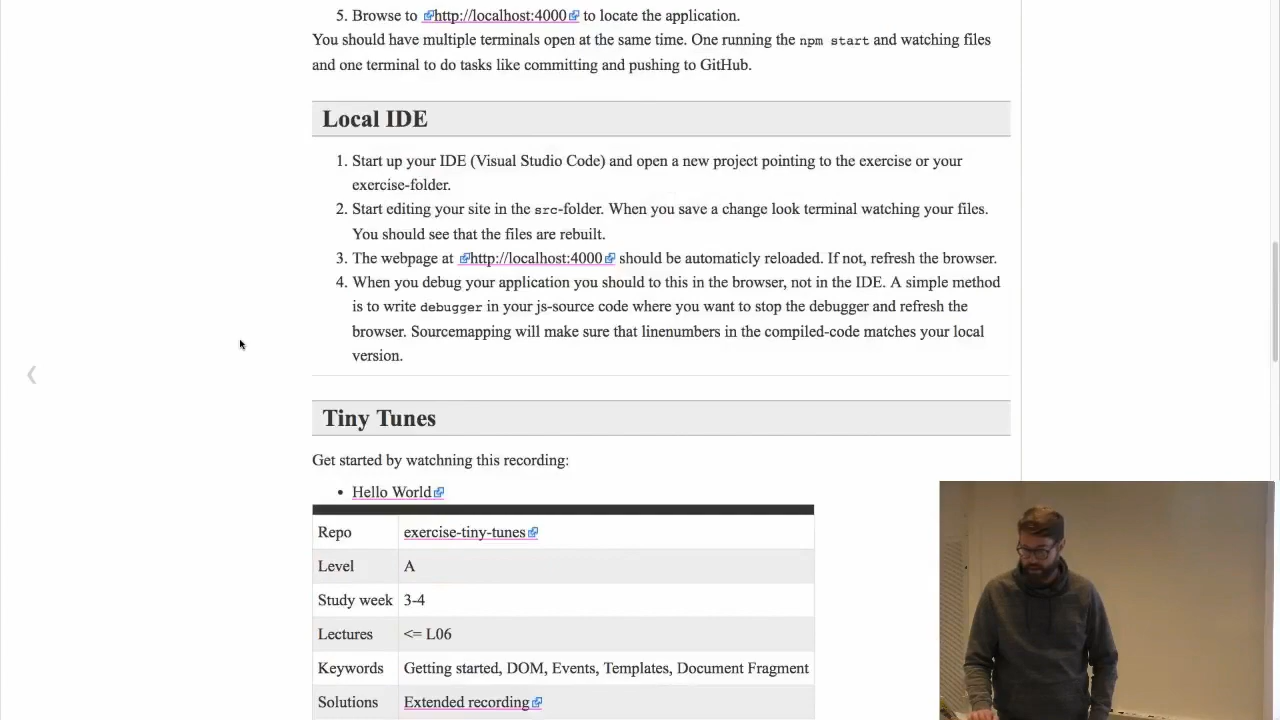 5. Browse to http://localhost:4000 to locate the application.
You should have multiple terminals open at the same time. One running the npm start and watching files
and one terminal to do tasks like committing and pushing to GitHub.
Local IDE
1. Start up your IDE (Visual Studio Code) and open a new project pointing to the exercise or your
exercise-folder.
2. Start editing your site in the src-folder. When you save a change look terminal watching your files.
You should see that the files are rebuilt.
3. The webpage at http://localhost:4000 should be automaticly reloaded. If not, refresh the browser.
4. When you debug your application you should to this in the browser, not in the IDE. A simple method
is to write debugger in your js-source code where you want to stop the debugger and refresh the
browser. Sourcemapping will make sure that linenumbers in the compiled-code matches your local
version.
Tiny Tunes
Get started by watchning this recording:
• Hello World
Repo exercise-tiny-tunes
Level A
Study week 3-4
Lectures <= L06
Keywords Getting started, DOM, Events, Templates, Document Fragment
Solutions Extended recording